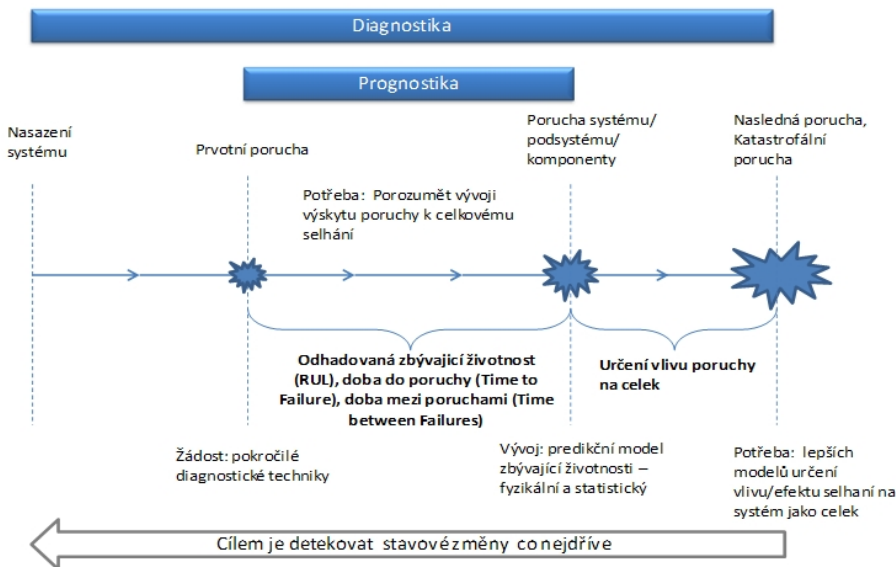 Diagnostika
Prognostika
Nasazení
systému
Prvotní porucha
Porucha systému/
podsystému/
komponenty
Nasledná porucha,
Katastrofální
porucha
Potřeba:  Porozumět vývoji
výskytu poruchy k celkovému
selhání
Odhadovaná zbývajicí životnost
(RUL), doba do poruchy (Time to
Failure), doba mezi poruchami (Time
between Failures)
Určení vlivu poruchy
na celek
Žádost: pokročilé
diagnostické techniky
Vývoj: predikční model
zbývající životnosti –
fyzikální a statistický
Potřeba:  lepších
modelů určení
vlivu/efektu selhaní na
systém jako celek
Cílem je detekovat stavové změny co nejdříve